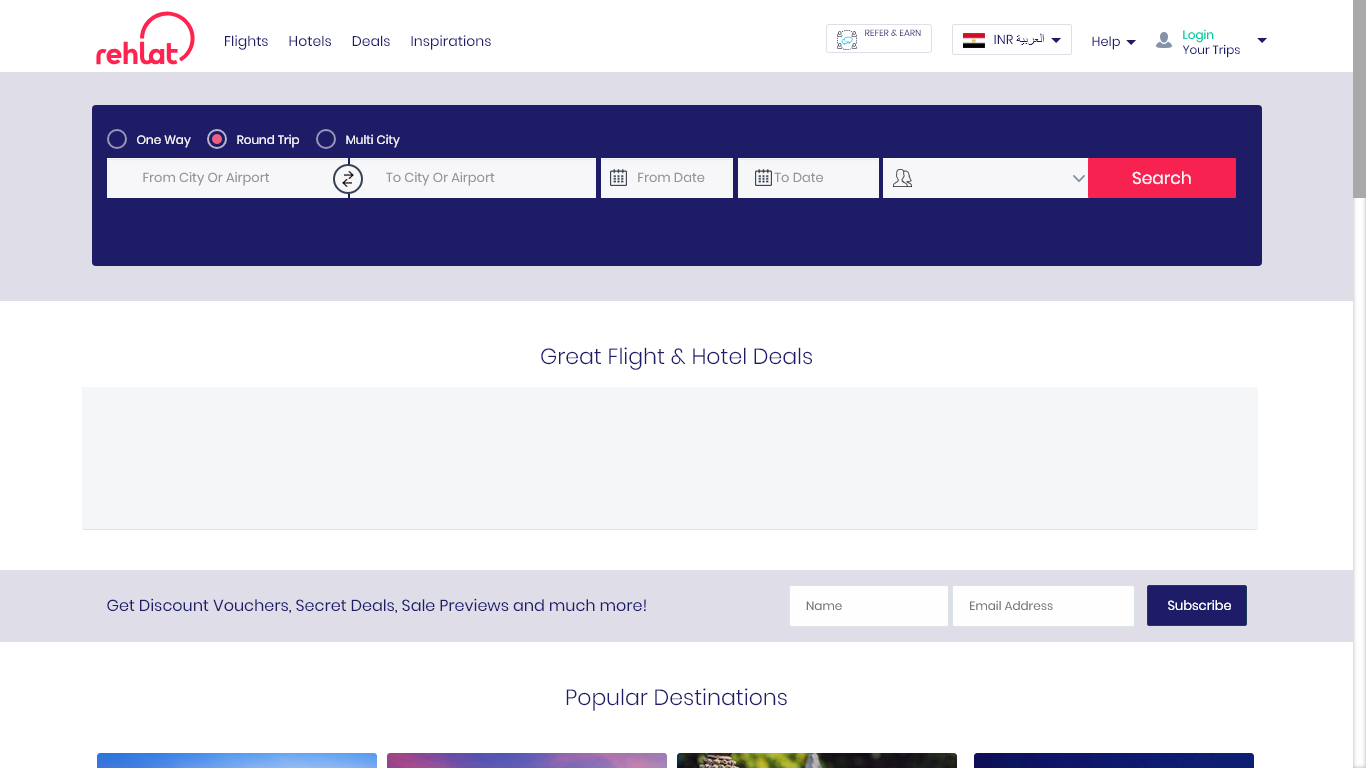 rehlat
Flights Hotels Deals Inspirations
REFER & EARN
INR العربية
Help
Login
Your Trips
One Way Round Trip Multi City
From City Or Airport To City Or Airport From Date To Date Search
Great Flight & Hotel Deals
Get Discount Vouchers, Secret Deals, Sale Previews and much more! Name Email Address Subscribe
Popular Destinations